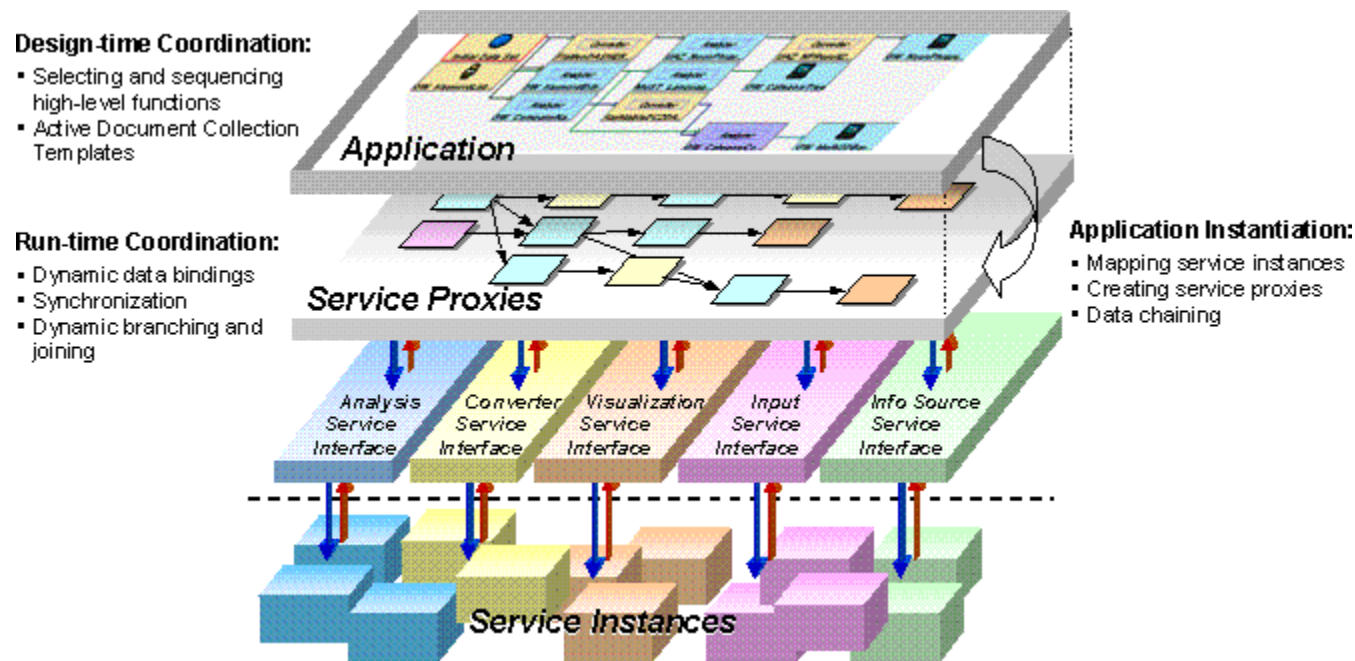 Design-time Coordination:
▪ Selecting and sequencing
high-level functions
▪ Active Document Collection
Templates
Application
Run-time Coordination:
▪ Dynamic data bindings
▪ Synchronization
▪ Dynamic branching and
joining
Service Proxies
Application Instantiation:
▪ Mapping service instances
▪ Creating service proxies
▪ Data chaining
Analysis
Service
Interface
Converter
Service
Interface
Visualization
Service
Interface
Input
Service
Interface
Info Source
Service
Interface
Service Instances